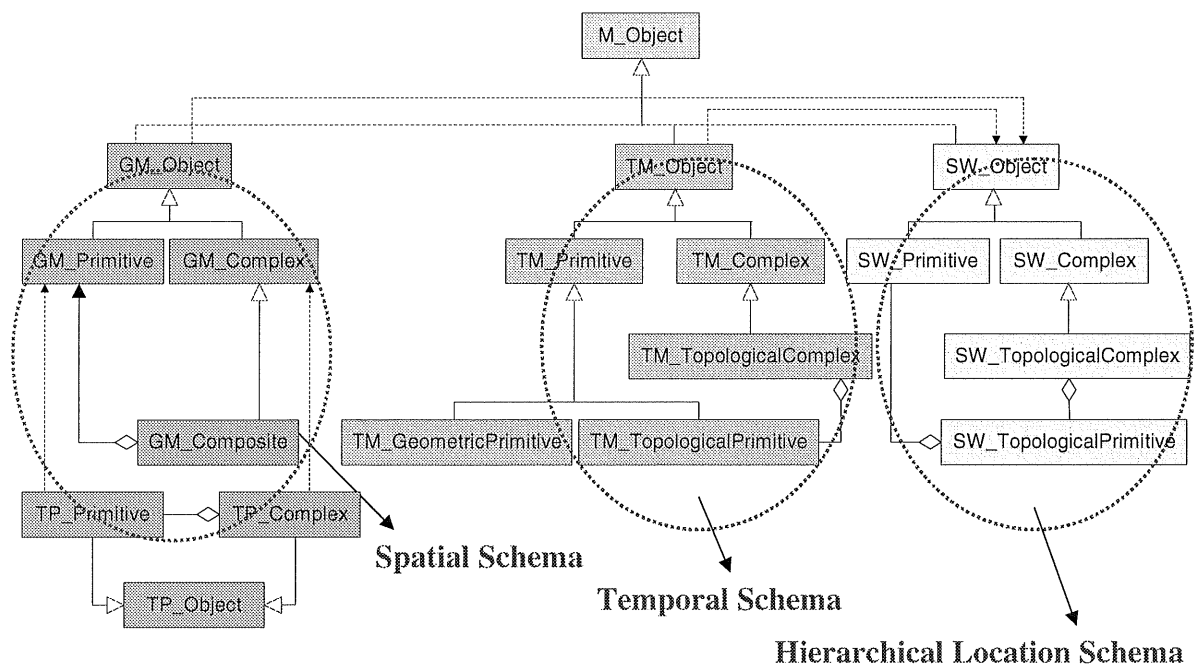 M_Object
GM_Object
TM_Object
SW_Object
GM_Primitive
GM_Complex
TM_Primitive
TM_Complex
SW_Primitive
SW_Complex
TM_TopologicalComplex
SW_TopologicalComplex
GM_Composite
TM_GeometricPrimitive
TM_TopologicalPrimitive
SW_TopologicalPrimitive
TP_Primitive
TP_Complex
Spatial Schema
TP_Object
Temporal Schema
Hierarchical Location Schema